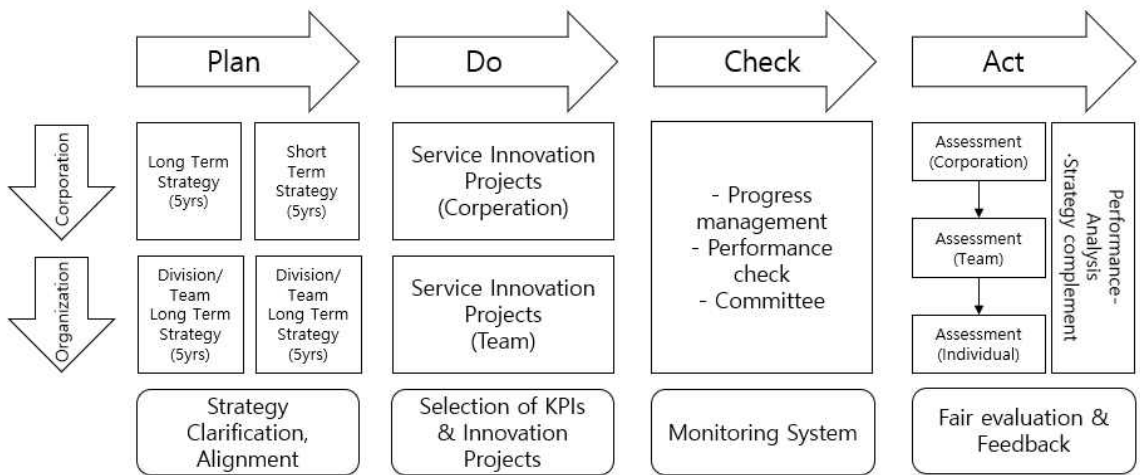 Plan
Do
Check
Act
Corporation
Long Term
Strategy
(5yrs)
Short
Term
Strategy
(5yrs)
Service Innovation
Projects
(Corperation)
- Progress
management
- Performance
check
- Committee
Assessment
(Corporation)
Assessment
(Team)
Assessment
(Individual)
Performance-
Analysis
·Strategy complement
Organization
Division/
Team
Long Term
Strategy
(5yrs)
Division/
Team
Long Term
Strategy
(5yrs)
Service Innovation
Projects
(Team)
Strategy
Clarification,
Alignment
Selection of KPIs
& Innovation
Projects
Monitoring System
Fair evaluation &
Feedback